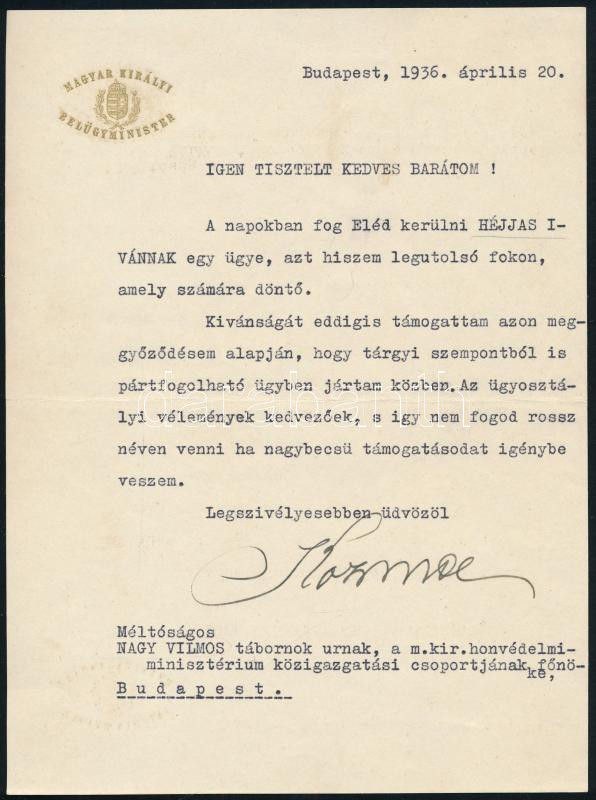 MAGYAR KIRÁLYI
BELÜGYMINISTER
Budapest, 1936. április 20.
IGEN TISZTELT KEDVES BARÁTOM !
A napokban fog Eléd kerülni HÉJJAS I-
VÁNNAK egy ügye, azt hiszem legutolsó fokon,
amely számára döntő.
Kivánságát eddigis támogattam azon meg-
győződésem alapján, hogy tárgyi szempontból is
pártfogolható ügyben jártam közben.Az ügyosztá-
lyi vélemények kedvezőek, s igy nem fogod rossz
néven venni ha nagybecsü támogatásodat igénybe
veszem.
Legszivélyesebben üdvözöl
Kozma
Méltóságos
NAGY VILMOS tábornok urnak, a m.kir.honvédelmi-
minisztérium közigazgatási csoportjának főnö-
ke,
Budapest.
darabanth